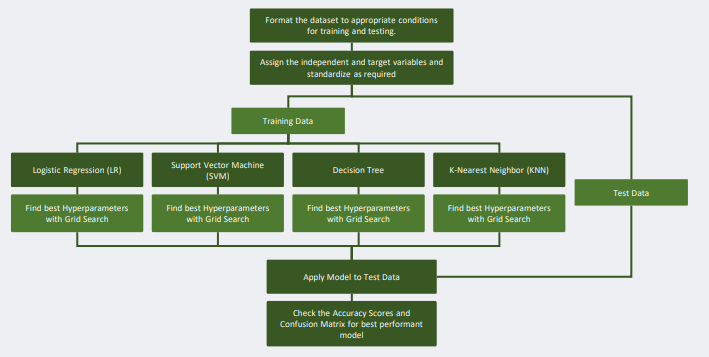 Format the dataset to appropriate conditions
for training and testing.
Assign the independent and target variables and
standardize as required
Training Data
Logistic Regression (LR)
Support Vector Machine
(SVM)
Decision Tree
K-Nearest Neighbor (KNN)
Test Data
Find best Hyperparameters
with Grid Search
Find best Hyperparameters
with Grid Search
Find best Hyperparameters
with Grid Search
Find best Hyperparameters
with Grid Search
Apply Model to Test Data
Check the Accuracy Scores and
Confusion Matrix for best performant
model